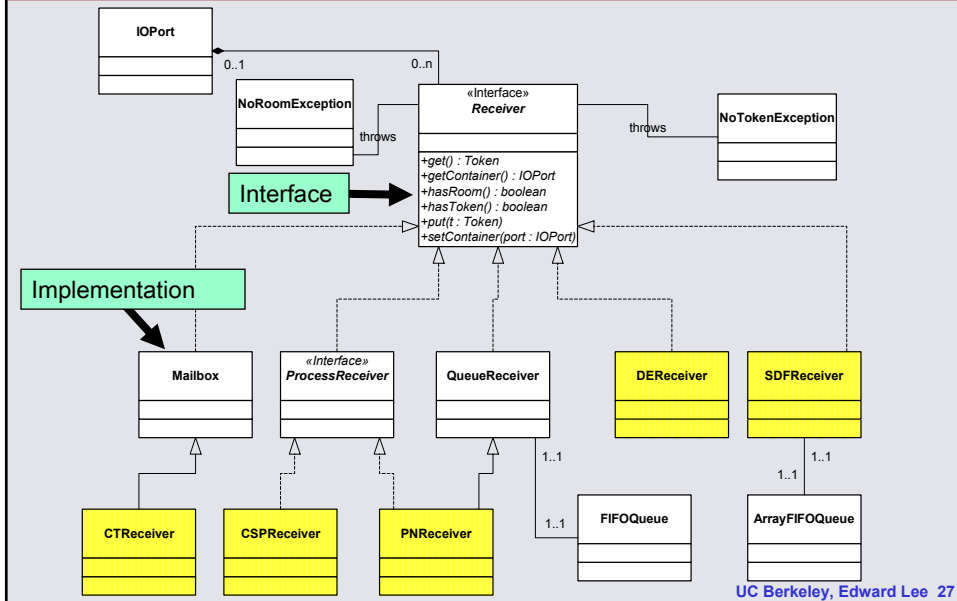 IOPort
0..1
0..n
NoRoomException
throws
«Interface»
Receiver
+get() : Token
+getContainer() : IOPort
+hasRoom() : boolean
+hasToken() : boolean
+put(t : Token)
+setContainer(port : IOPort)
throws
NoTokenException
Interface
Implementation
Mailbox
«Interface»
ProcessReceiver
QueueReceiver
DEReceiver
SDFReceiver
1..1
1..1
1..1
1..1
CTReceiver
CSPReceiver
PNReceiver
FIFOQueue
ArrayFIFOQueue
UC Berkeley, Edward Lee 27